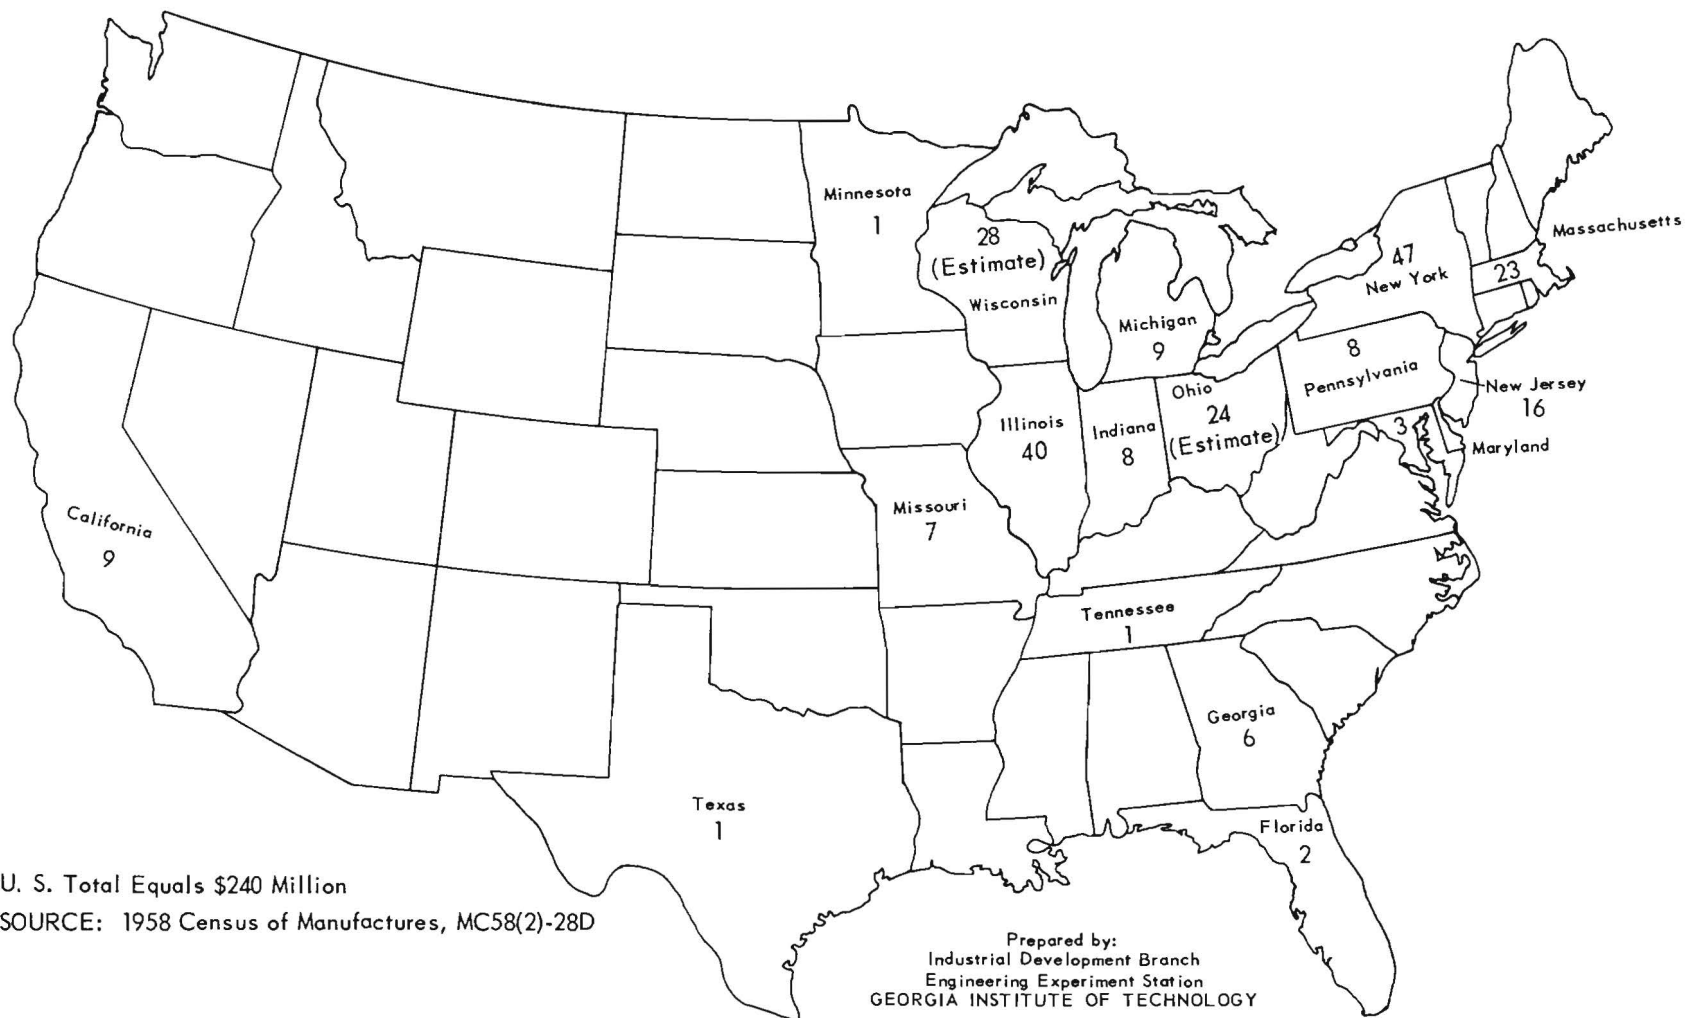 Minnesota
1
28
(Estimate)
Wisconsin
Michigan
9
47
New York
Massachusetts
23
8
Pennsylvania
New Jersey
16
3
Maryland
Ohio
24
(Estimate)
Illinois
40
Indiana
8
California
9
Missouri
7
Tennessee
1
Georgia
6
Texas
1
Florida
2
U. S. Total Equals $240 Million
SOURCE: 1958 Census of Manufactures, MC58(2)-28D
Prepared by:
Industrial Development Branch
Engineering Experiment Station
GEORGIA INSTITUTE OF TECHNOLOGY